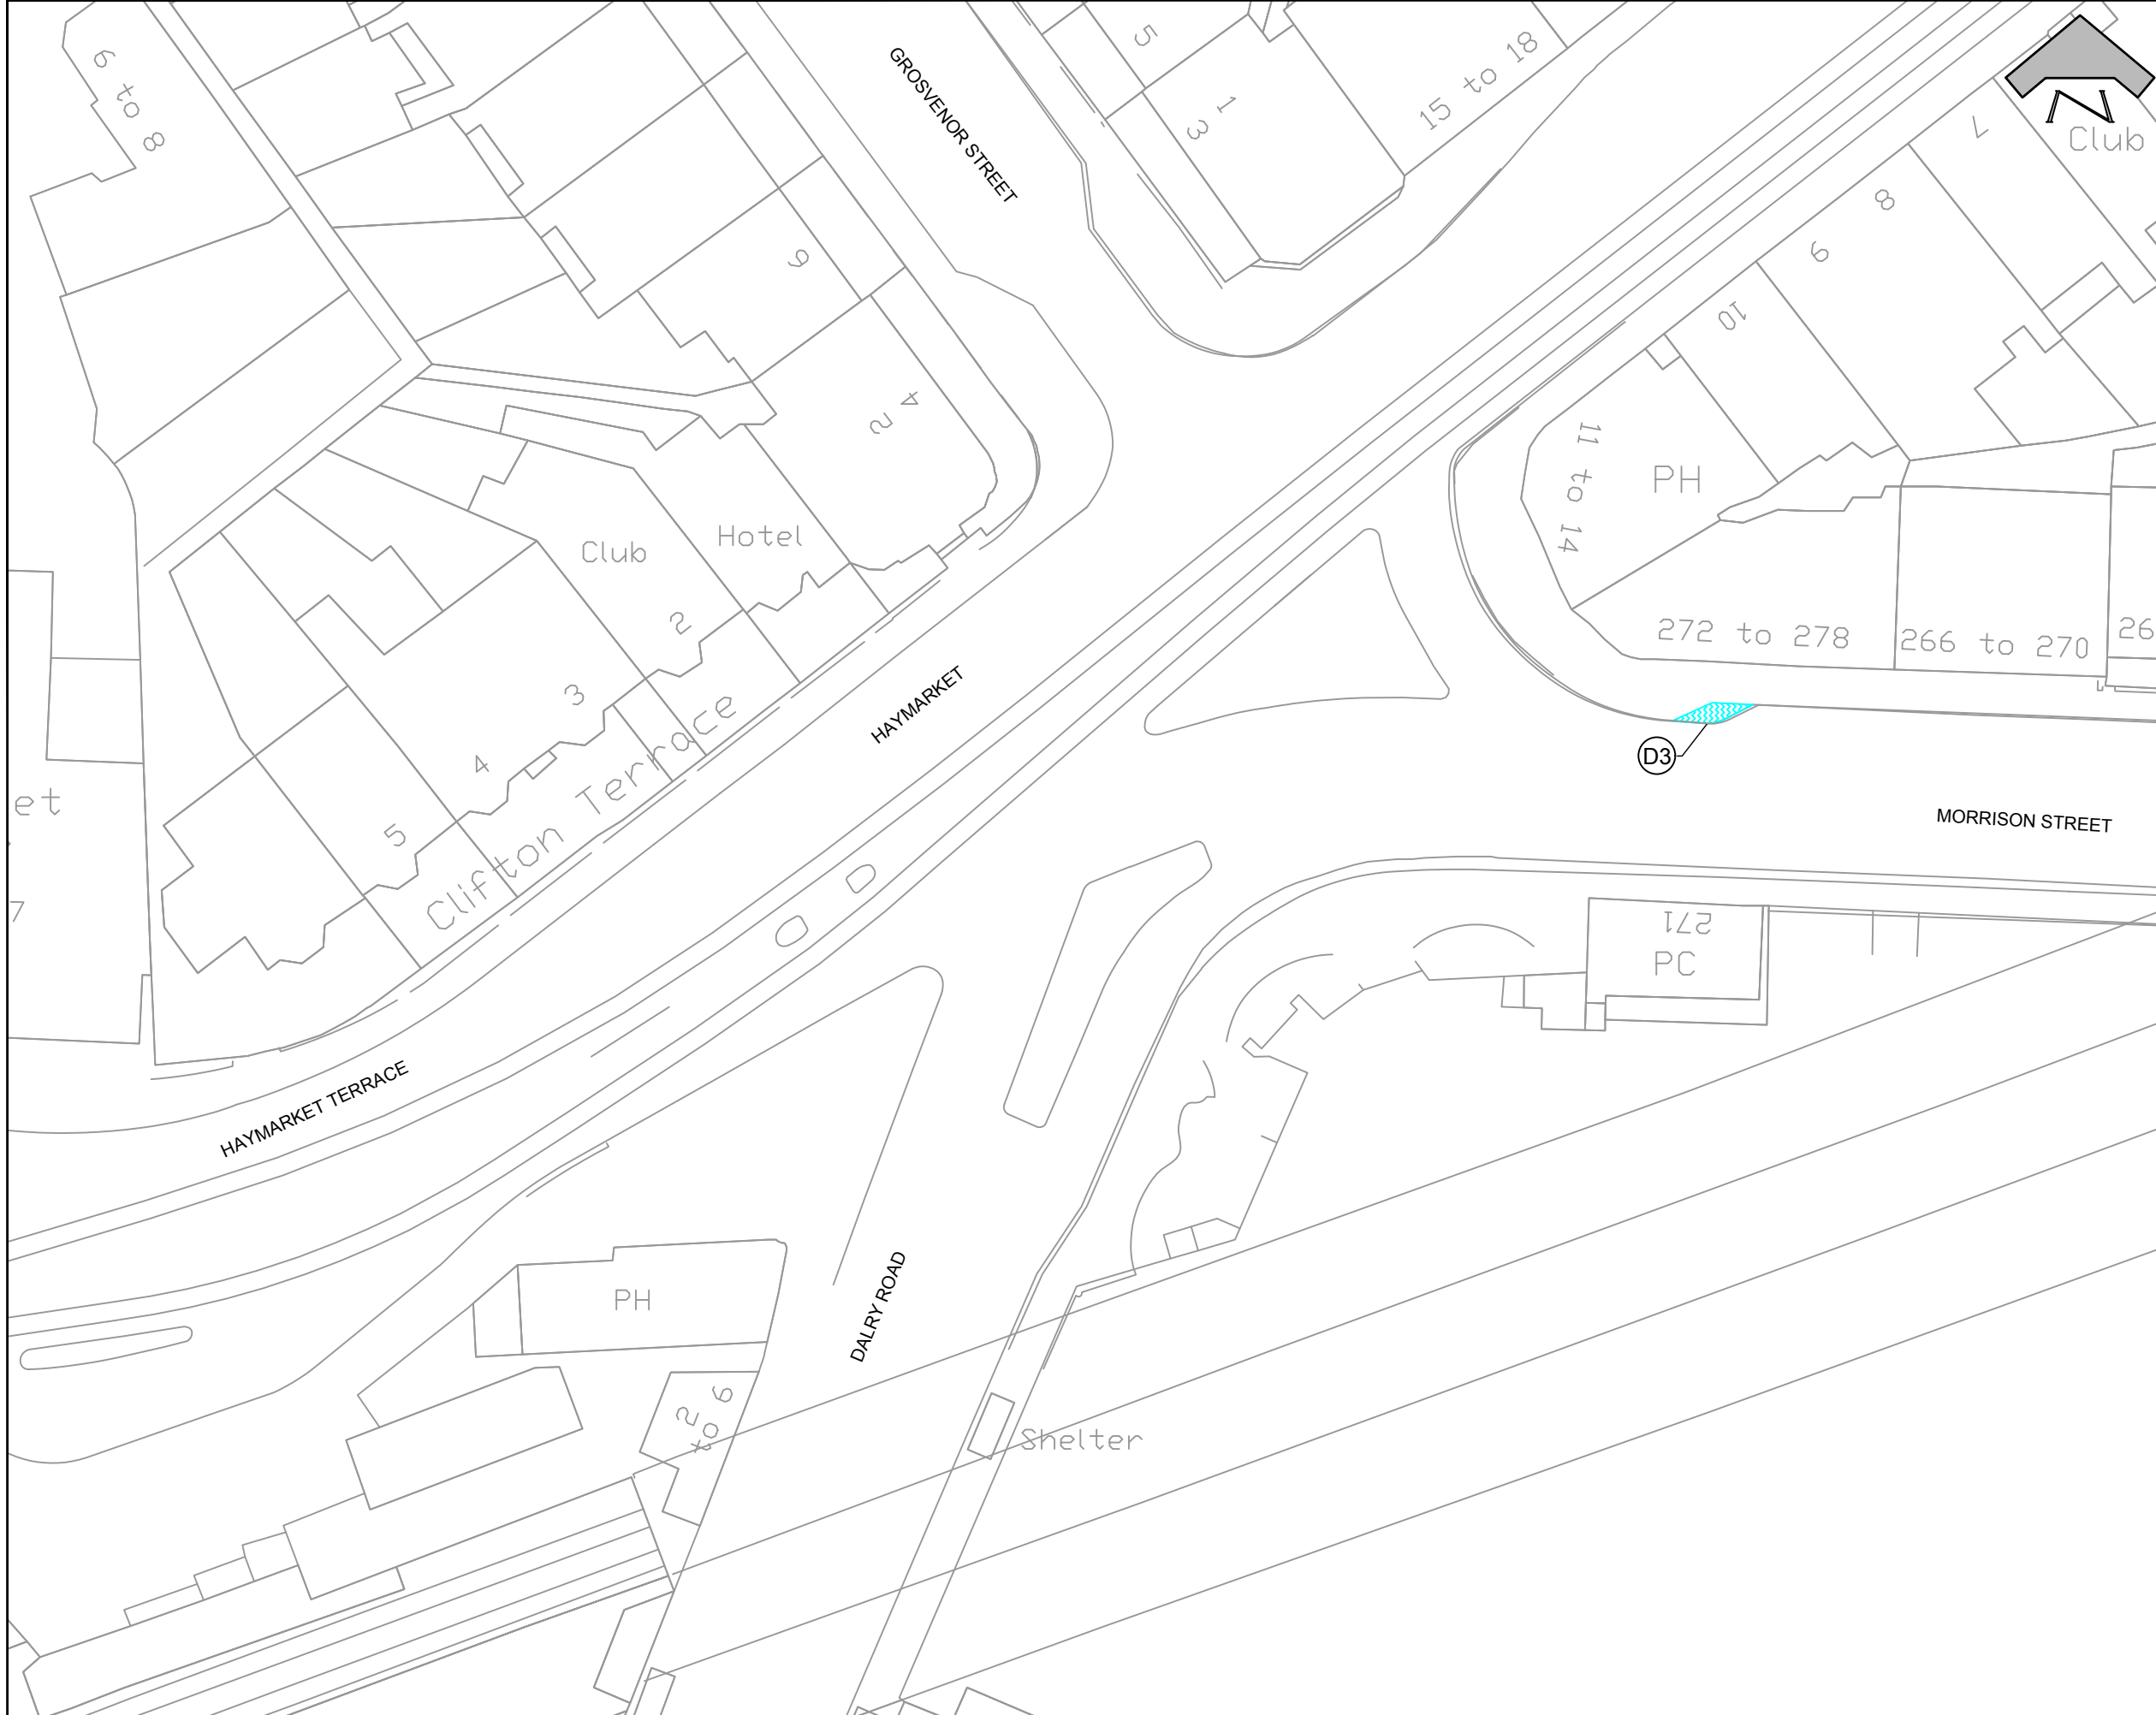 6 to 8
GROSVENOR STREET
5
1
3
15 to 18
N
7
Club
8
9
10
9
4
2
11 to 14
PH
Club
Hotel
2
3
4
5
Clifton Terrace
HAYMARKET
272 to 278
266 to 270
26
D3
MORRISON STREET
et
7
271
PC
HAYMARKET TERRACE
DALRY ROAD
PH
2 to 6
Shelter